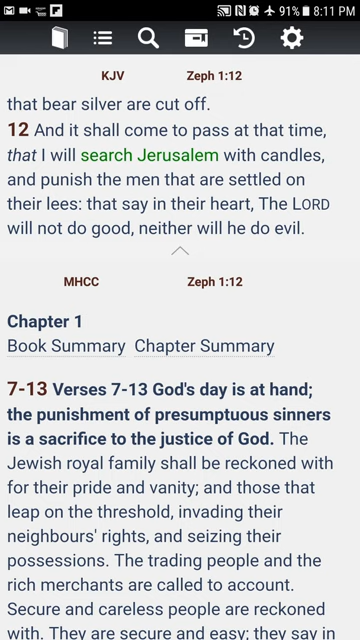 91% 8:11 PM
KJV Zeph 1:12
that bear silver are cut off.
12 And it shall come to pass at that time,
that I will search Jerusalem with candles,
and punish the men that are settled on
their lees: that say in their heart, The LORD
will not do good, neither will he do evil.
MHCC Zeph 1:12
Chapter 1
Book Summary Chapter Summary
7-13 Verses 7-13 God's day is at hand;
the punishment of presumptuous sinners
is a sacrifice to the justice of God. The
Jewish royal family shall be reckoned with
for their pride and vanity; and those that
leap on the threshold, invading their
neighbours' rights, and seizing their
possessions. The trading people and the
rich merchants are called to account.
Secure and careless people are reckoned
with. They are secure and easy; they say in